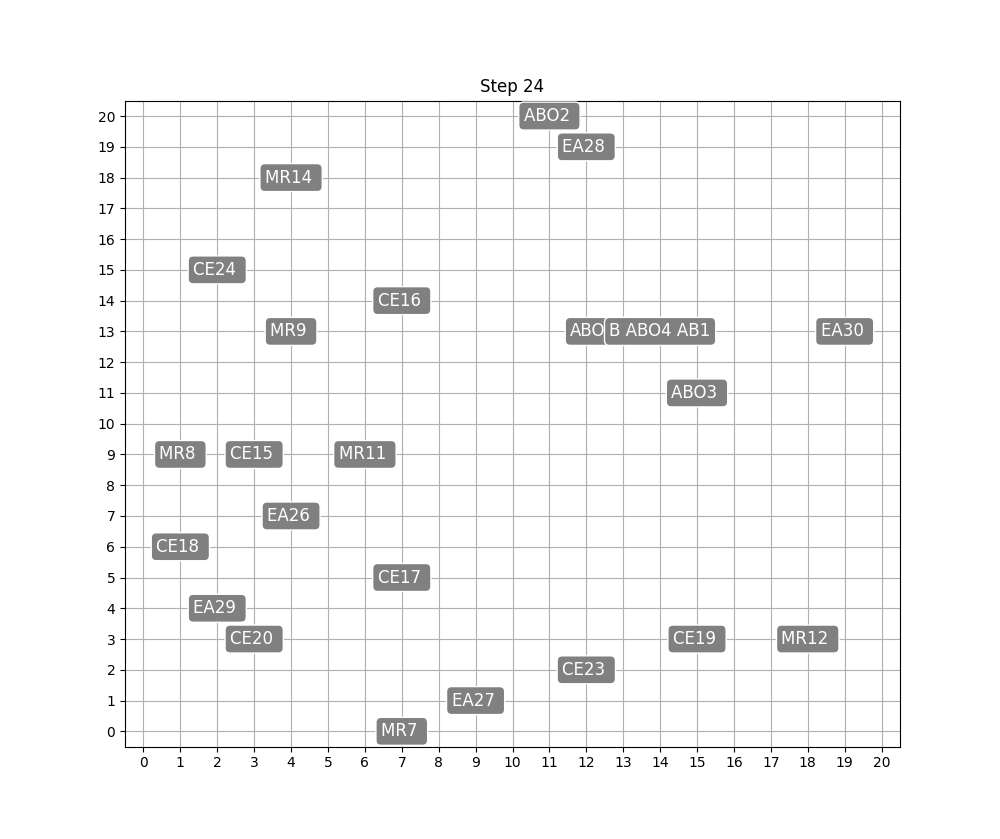 Step 24
20 ABO2
19 EA28
18 MR14
17
16
15 CE24
14 CE16
13 MR9 ABO B ABO4 AB1 EA30
12
11 ABO3
10
9 MR8 CE15 MR11
8
7 EA26
6 CE18
5 CE17
4 EA29
3 CE20 CE19 MR12
2 CE23
1 EA27
0 MR7
0 1 2 3 4 5 6 7 8 9 10 11 12 13 14 15 16 17 18 19 20